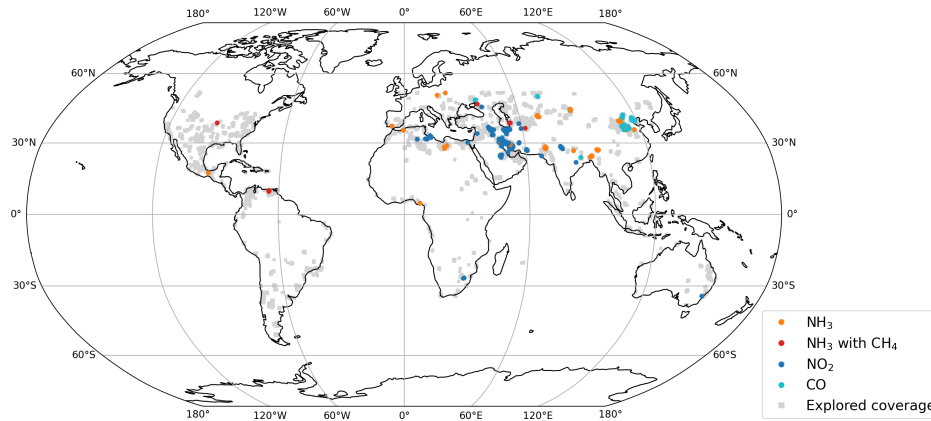 180° 120°W 60°W 0° 60°E 120°E 180°
60°N 60°N
30°N 30°N
0° 0°
30°S 30°S
60°S 60°S
180° 120°W 60°W 0° 60°E 120°E 180°
NH₃
NH₃ with CH₄
NO₂
CO
Explored coverage